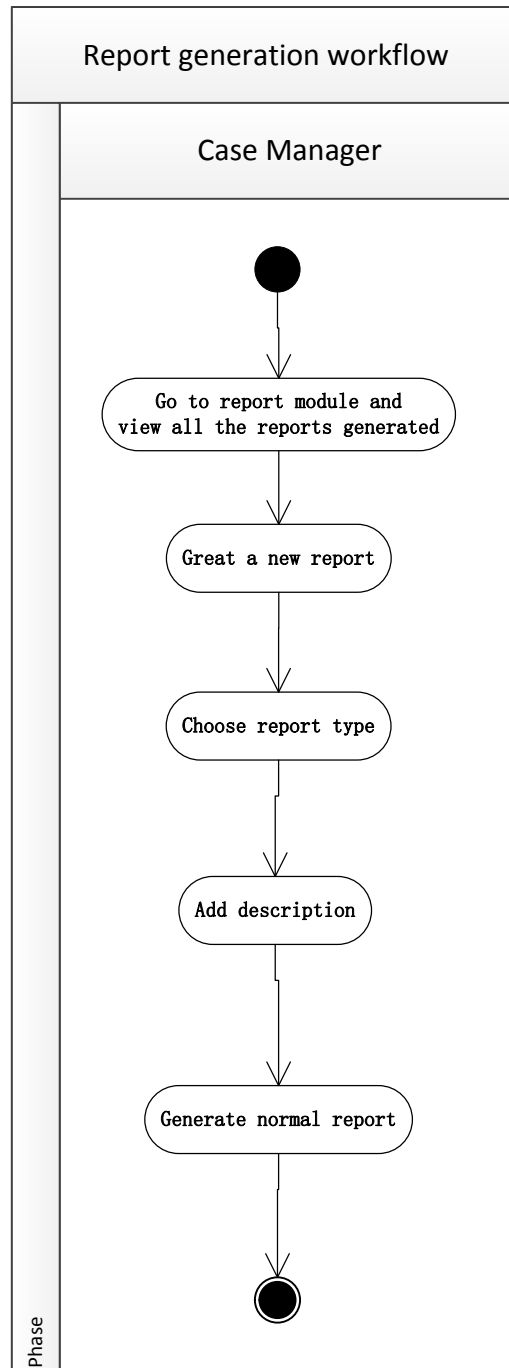 Report generation workflow
Case Manager
Go to report module and
view all the reports generated
Great a new report
Choose report type
Add description
Generate normal report
Phase